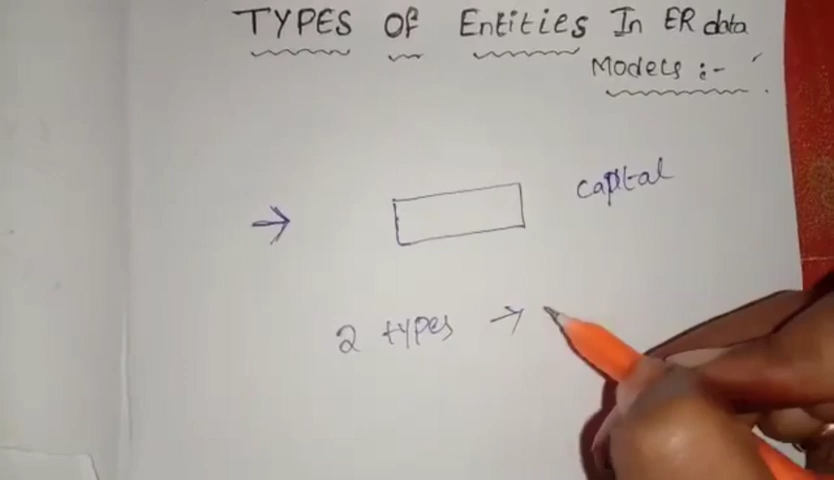 TYPES OF Entities In ER data
Models :-
→ capital
2 types →